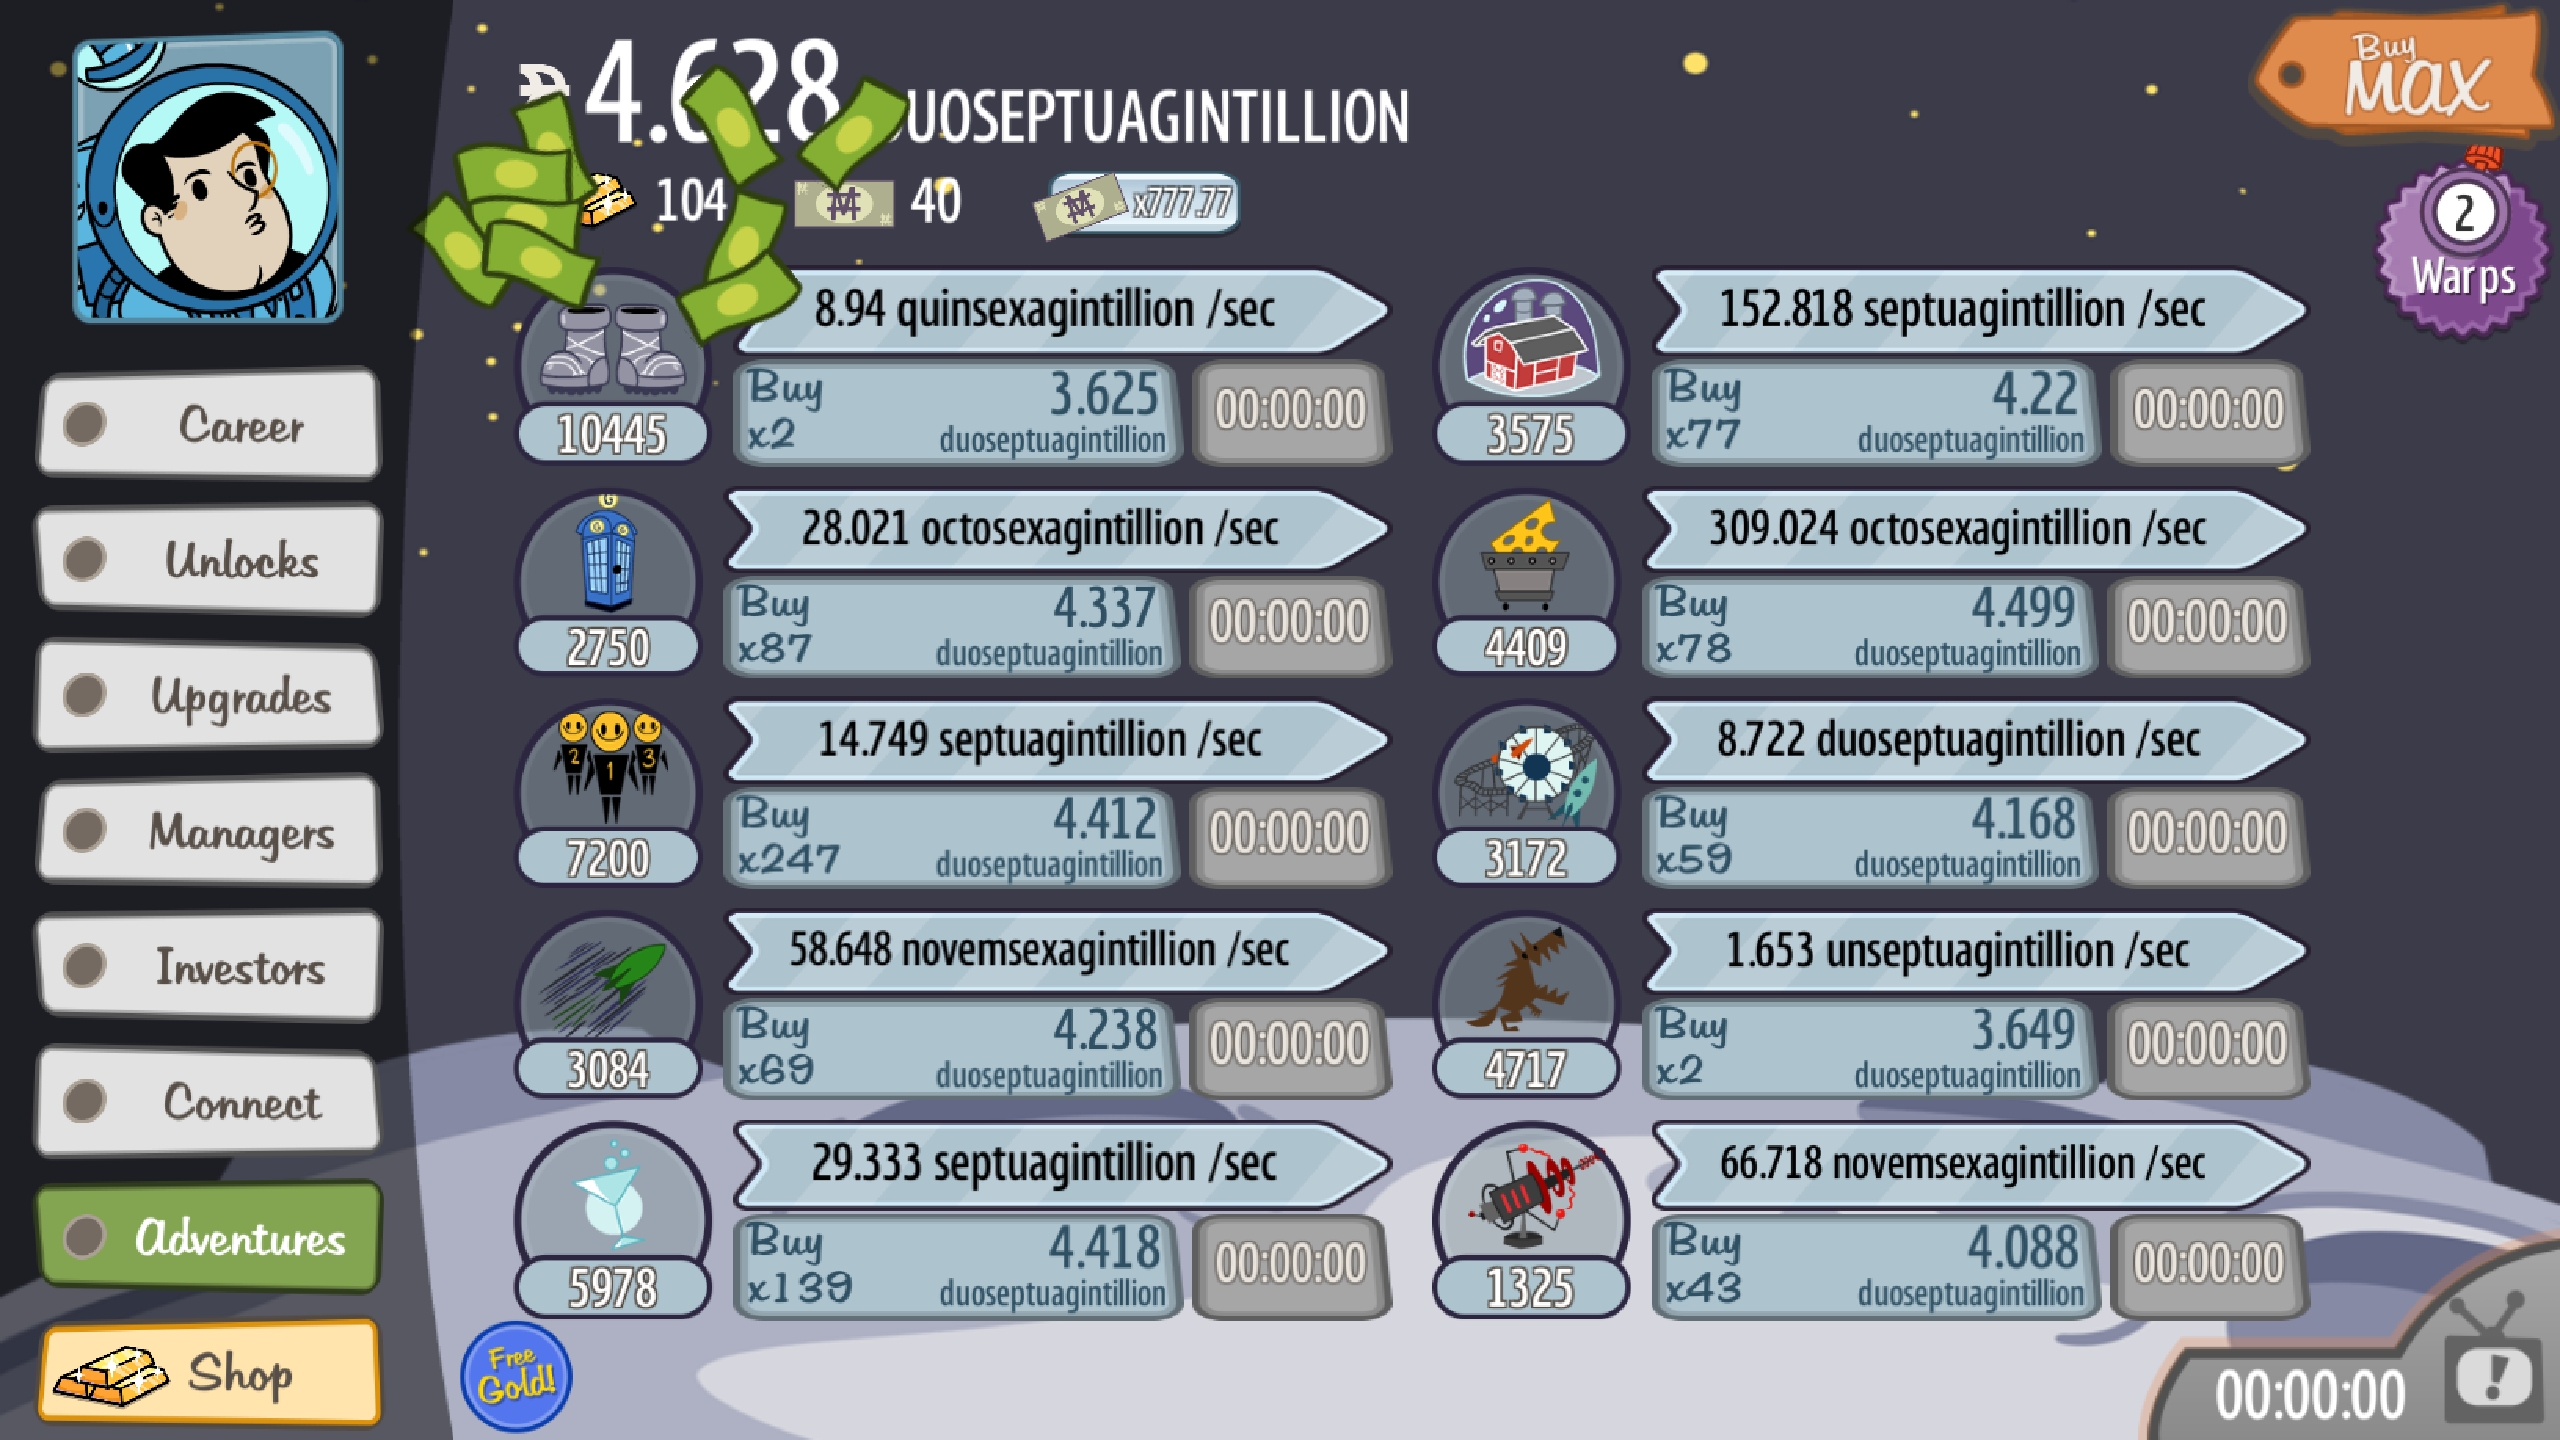 4.628 DUOSEPTUAGINTILLION
104 40 x777.77
Buy
MAX
2
Warps
Career
Unlocks
Upgrades
Managers
Investors
Connect
Adventures
Shop
8.94 quinsexagintillion /sec
10445
Buy
x2
3.625
duoseptuagintillion
00:00:00
152.818 septuagintillion /sec
3575
Buy
x77
4.22
duoseptuagintillion
00:00:00
28.021 octosexagintillion /sec
2750
Buy
x87
4.337
duoseptuagintillion
00:00:00
309.024 octosexagintillion /sec
4409
Buy
x78
4.499
duoseptuagintillion
00:00:00
14.749 septuagintillion /sec
2 1 3
7200
Buy
x247
4.412
duoseptuagintillion
00:00:00
8.722 duoseptuagintillion /sec
3172
Buy
x59
4.168
duoseptuagintillion
00:00:00
58.648 novemsexagintillion /sec
3084
Buy
x69
4.238
duoseptuagintillion
00:00:00
1.653 unseptuagintillion /sec
4717
Buy
x2
3.649
duoseptuagintillion
00:00:00
29.333 septuagintillion /sec
5978
Buy
x139
4.418
duoseptuagintillion
00:00:00
66.718 novemsexagintillion /sec
1325
Buy
x43
4.088
duoseptuagintillion
00:00:00
Free
Gold!
00:00:00
!